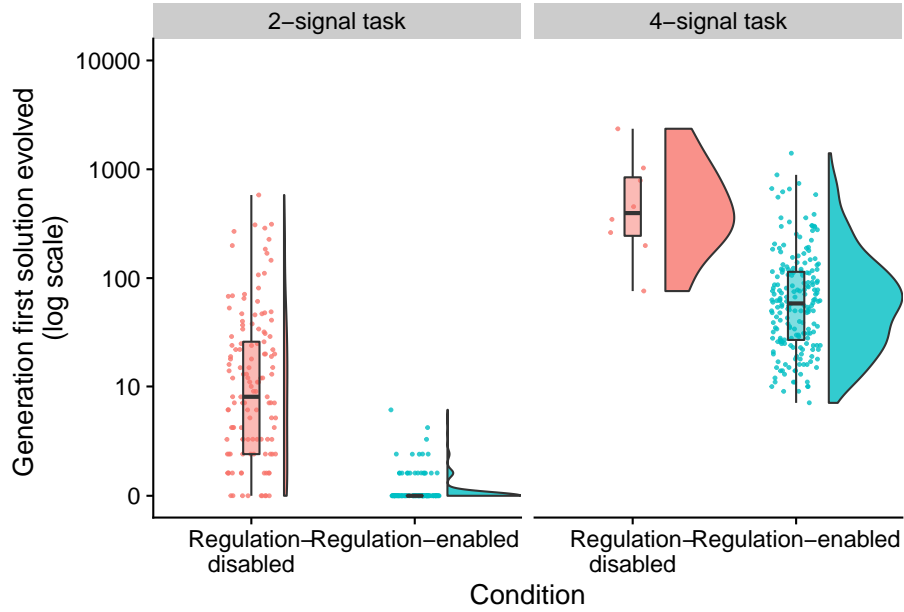 2−signal task
4−signal task
Generation first solution evolved
(log scale)
10000
1000
100
10
0
Regulation−
disabled
Regulation−enabled
Regulation−
disabled
Regulation−enabled
Condition